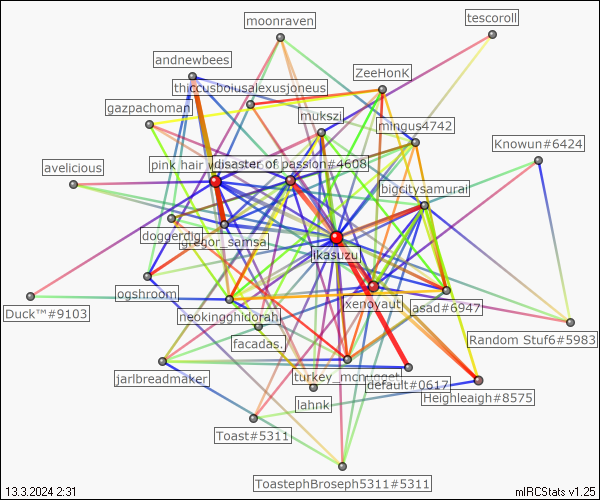 moonraven
tescoroll
andnewbees
ZeeHonK
thiccusboiusalexusjoneus
gazpachoman
mukszi
mingus4742
Knowun#6424
pink hair
disaster of passion#4608
avelicious
bigcitysamurai
doggerdig
gregor_samsa
ikasuzu
ogshroom
xenoyaut
asad#6947
Duck™#9103
neokingghidorah
facadas.
Random Stuf6#5983
jarlbreadmaker
turkey_mcnugget
default#0617
lahnk
Heighleaigh#8575
Toast#5311
ToastephBroseph5311#5311
13.3.2024 2:31
mIRCStats v1.25